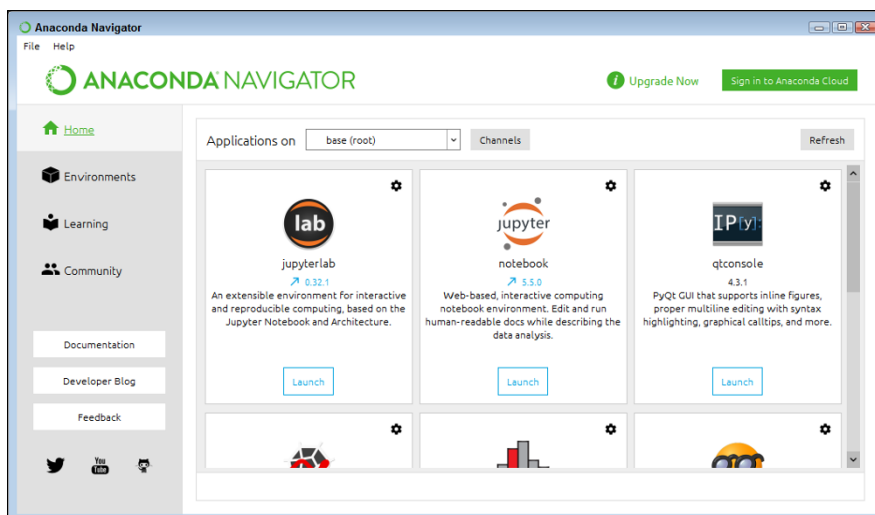 Anaconda Navigator
File Help
ANACONDA NAVIGATOR
Upgrade Now
Sign in to Anaconda Cloud
Home
Environments
Learning
Community
Documentation
Developer Blog
Feedback
You
Tube
Applications on
base (root)
Channels
Refresh
lab
jupyterlab
0.32.1
An extensible environment for interactive
and reproducible computing, based on the
Jupyter Notebook and Architecture.
Launch
jupyter
notebook
5.5.0
Web-based, interactive computing
notebook environment. Edit and run
human-readable docs while describing the
data analysis.
Launch
IP[y]:
qtconsole
4.3.1
PyQt GUI that supports inline figures,
proper multiline editing with syntax
highlighting, graphical calltips, and more.
Launch